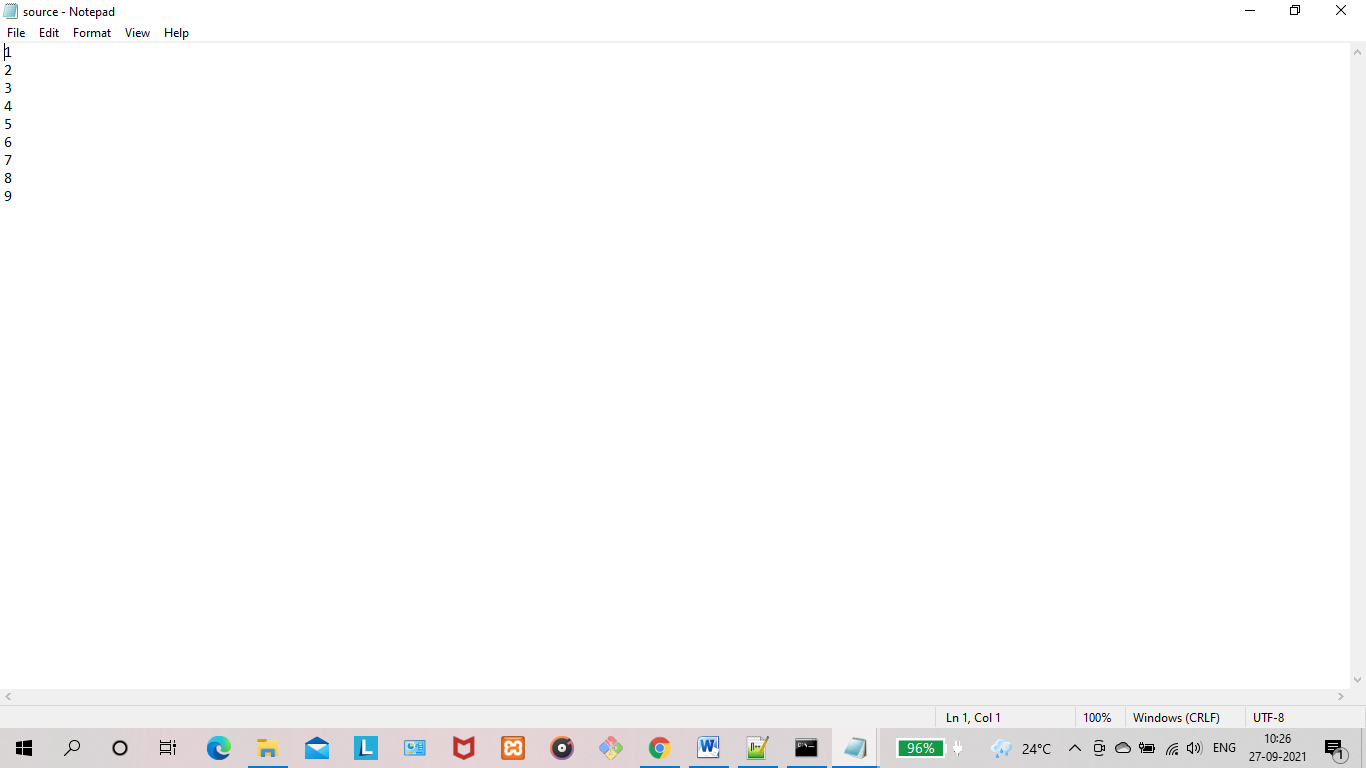 source - Notepad
File Edit Format View Help
1
2
3
4
5
6
7
8
9
Ln 1, Col 1 100% Windows (CRLF) UTF-8
96% 24°C ENG 10:26
27-09-2021 1